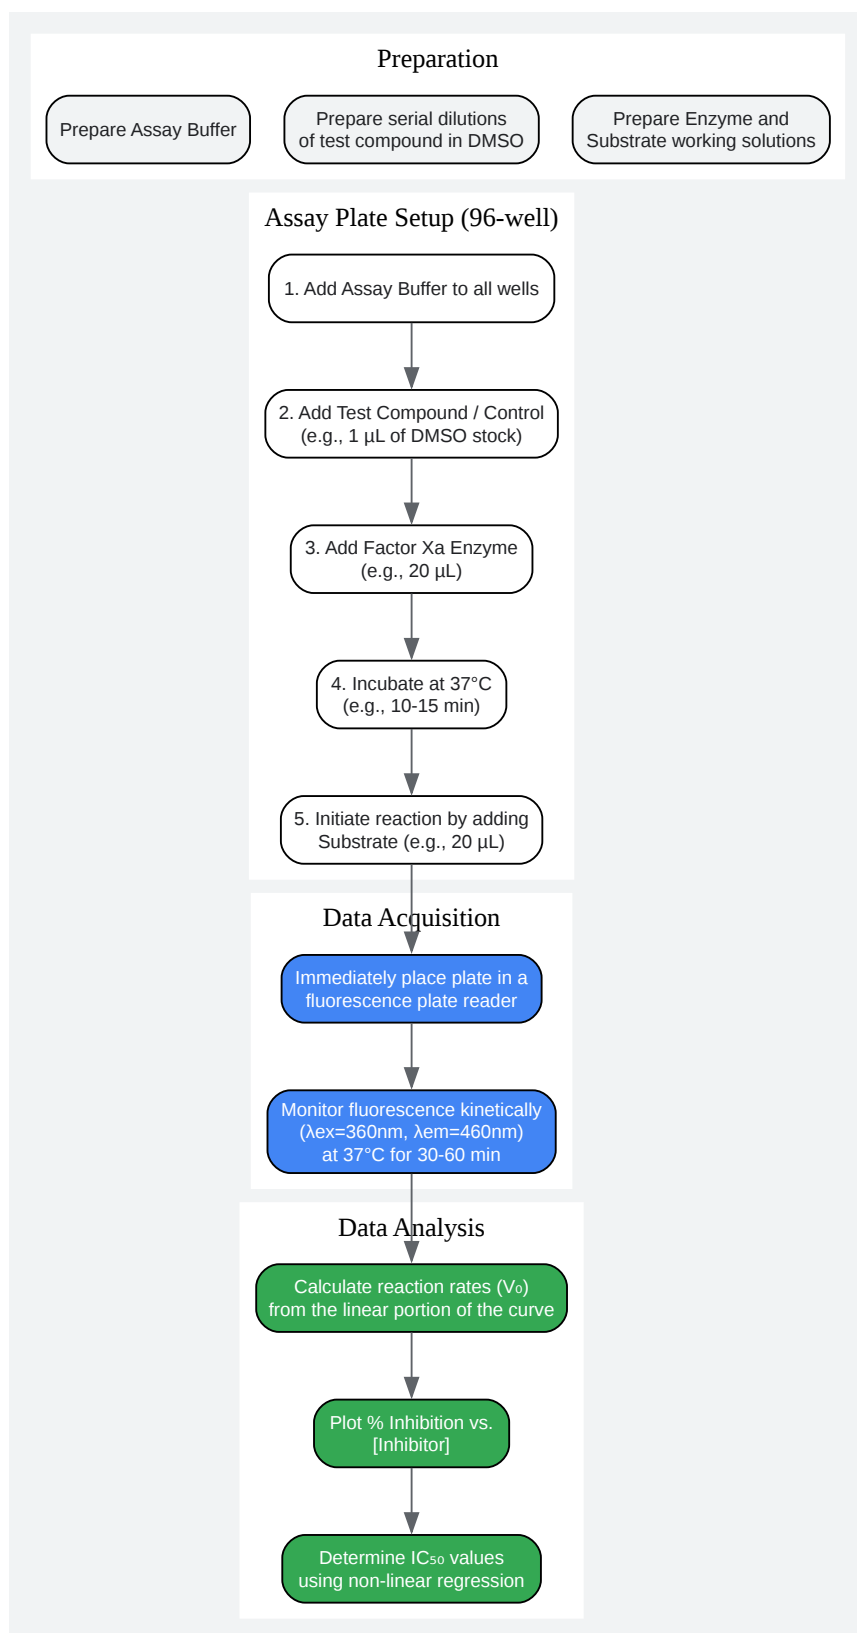 Preparation
Prepare Assay Buffer
Prepare serial dilutions
of test compound in DMSO
Prepare Enzyme and
Substrate working solutions
Assay Plate Setup (96-well)
1. Add Assay Buffer to all wells
2. Add Test Compound / Control
(e.g., 1 µL of DMSO stock)
3. Add Factor Xa Enzyme
(e.g., 20 µL)
4. Incubate at 37°C
(e.g., 10-15 min)
5. Initiate reaction by adding
Substrate (e.g., 20 µL)
Data Acquisition
Immediately place plate in a
fluorescence plate reader
Monitor fluorescence kinetically
(λex=360nm, λem=460nm)
at 37°C for 30-60 min
Data Analysis
Calculate reaction rates (V₀)
from the linear portion of the curve
Plot % Inhibition vs.
[Inhibitor]
Determine IC₅₀ values
using non-linear regression